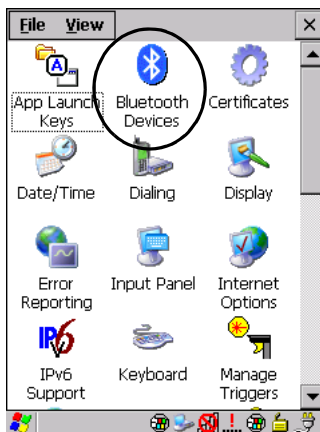 File View
App Launch Bluetooth Certificates
Keys Devices
Date/Time Dialing Display
Error Input Panel Internet
Reporting Options
IPv6
IPv6 Keyboard Manage
Support Triggers